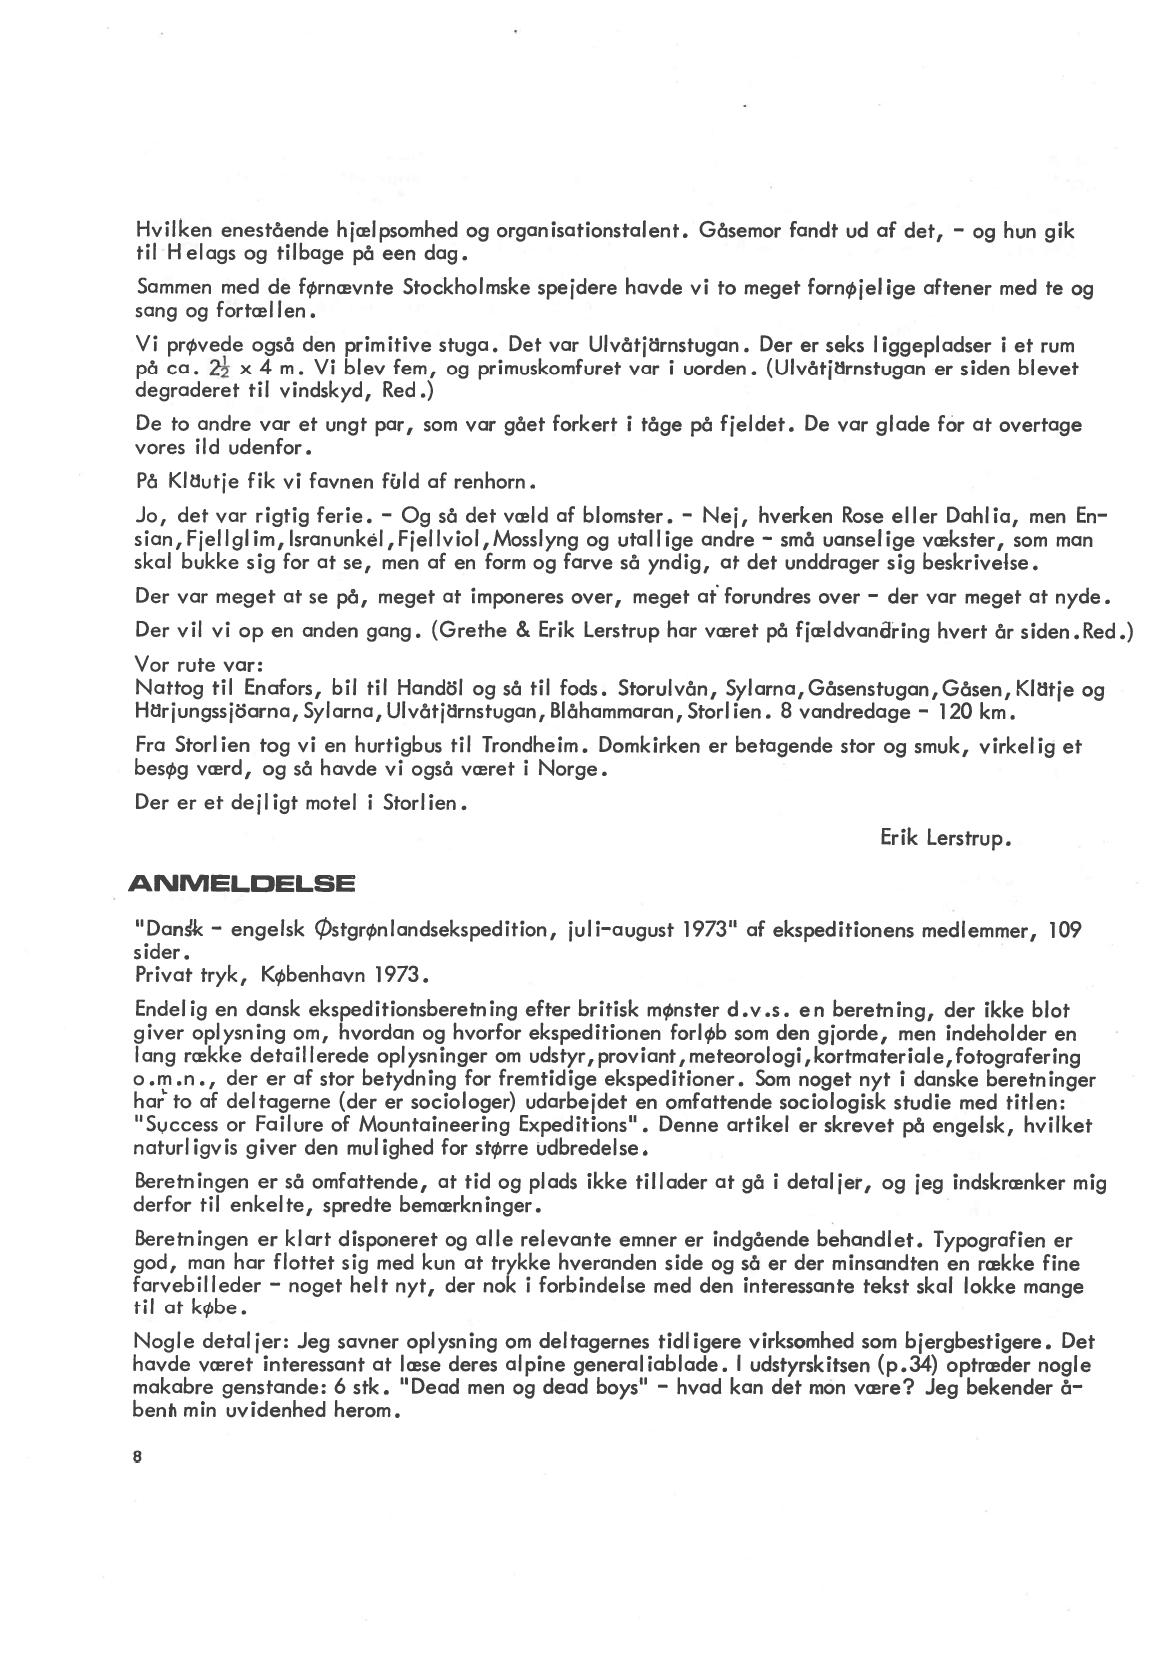 Hvilken enestående hjælpsomhed og organisationstalent. Gåsemor fandt ud af det, - og hun gik
til Helags og tilbage på een dag.
Sammen med de førnævnte Stockholmske spejdere havde vi to meget fornøjelige aftener med te og
sang og fortællen.
Vi prøvede også den primitive stuga. Det var Ulvåtjärnstugan. Der er seks liggepladser i et rum
på ca. 2½ x 4 m. Vi blev fem, og primuskomfuret var i uorden. (Ulvåtjärnstugan er siden blevet
degraderet til vindskyd, Red.)
De to andre var et ungt par, som var gået forkert i tåge på fjeldet. De var glade for at overtage
vores ild udenfor.
På Kläutje fik vi favnen fuld af renhorn.
Jo, det var rigtig ferie. - Og så det væld af blomster. - Nej, hverken Rose eller Dahlia, men En-
sian, Fjellglim, Isranunkel, Fjellviol, Mosslyng og utallige andre - små uanselige vækster, som man
skal bukke sig for at se, men af en form og farve så yndig, at det unddrager sig beskrivelse.
Der var meget at se på, meget at imponeres over, meget at forundres over - der var meget at nyde.
Der vil vi op en anden gang. (Grethe & Erik Lerstrup har været på fjældvandring hvert år siden.Red.)
Vor rute var:
Nattog til Enafors, bil til Handöl og så til fods. Storulvån, Sylarna, Gåsenstugan, Gåsen, Klätje og
Härjungssjöarna, Sylarna, Ulvåtjärnstugan, Blåhammaran, Storlien. 8 vandredage - 120 km.
Fra Storlien tog vi en hurtigbus til Trondheim. Domkirken er betagende stor og smuk, virkelig et
besøg værd, og så havde vi også været i Norge.
Der er et dejligt motel i Storlien.
Erik Lerstrup.
ANMELDELSE
"Dansk - engelsk Østgrønlandsekspedition, juli-august 1973" af ekspeditionens medlemmer, 109
sider.
Privat tryk, København 1973.
Endelig en dansk ekspeditionsberetning efter britisk mønster d.v.s. en beretning, der ikke blot
giver oplysning om, hvordan og hvorfor ekspeditionen forløb som den gjorde, men indeholder en
lang række detaillerede oplysninger om udstyr, proviant, meteorologi, kortmateriale, fotografering
o.m.n., der er af stor betydning for fremtidige ekspeditioner. Som noget nyt i danske beretninger
har to af deltagerne (der er sociologer) udarbejdet en omfattende sociologisk studie med titlen:
"Success or Failure of Mountaineering Expeditions". Denne artikel er skrevet på engelsk, hvilket
naturligvis giver den mulighed for større udbredelse.
Beretningen er så omfattende, at tid og plads ikke tillader at gå i detaljer, og jeg indskrænker mig
derfor til enkelte, spredte bemærkninger.
Beretningen er klart disponeret og alle relevante emner er indgående behandlet. Typografien er
god, man har flottet sig med kun at trykke hveranden side og så er der minsandten en række fine
farvebilleder - noget helt nyt, der nok i forbindelse med den interessante tekst skal lokke mange
til at købe.
Nogle detaljer: Jeg savner oplysning om deltagernes tidligere virksomhed som bjergbestigere. Det
havde været interessant at læse deres alpine generaliablade. I udstyrskitsen (p.34) optræder nogle
makabre genstande: 6 stk. "Dead men og dead boys" - hvad kan det mon være? Jeg bekender å-
benh min uvidenhed herom.
8